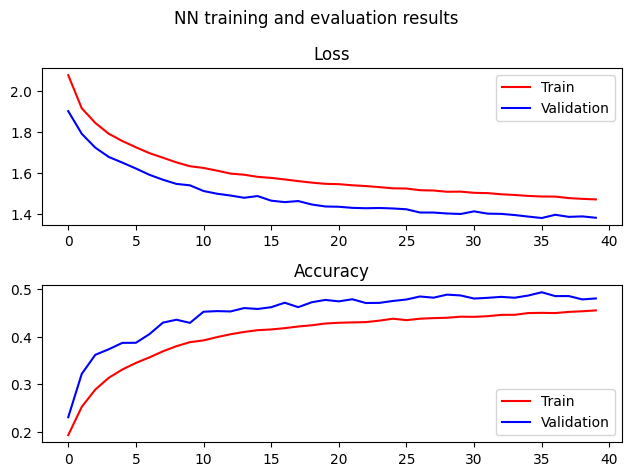 NN training and evaluation results
Loss
Train
Validation
2.0
1.8
1.6
1.4
0 5 10 15 20 25 30 35 40
Accuracy
0.5
0.4
0.3
0.2
Train
Validation
0 5 10 15 20 25 30 35 40